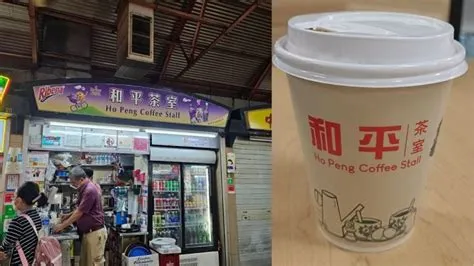 Ribena
和平茶室
Ho Peng Coffee Stall
和平
茶室
Ho Peng Coffee Stall